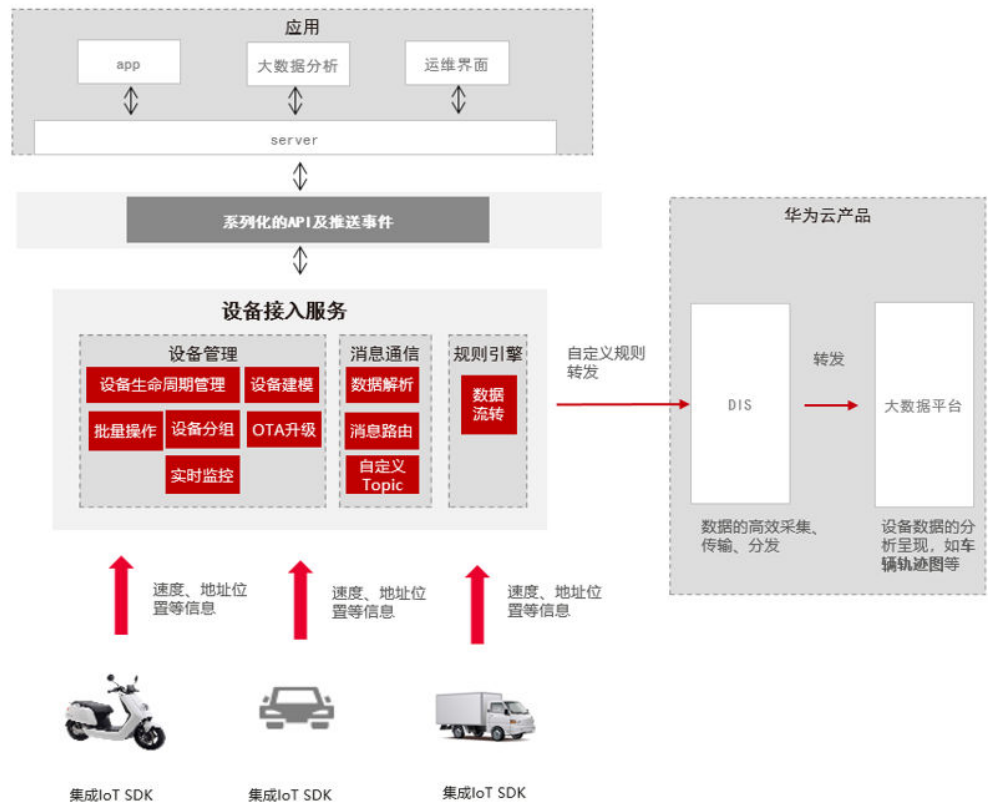 应用
app
大数据分析
运维界面
server
系列化的API及推送事件
华为云产品
设备接入服务
设备管理
设备生命周期管理
设备建模
批量操作
设备分组
OTA升级
实时监控
消息通信
数据解析
消息路由
自定义
Topic
规则引擎
数据
流转
自定义规则
转发
DIS
转发
大数据平台
数据的高效采集、
传输、分发
设备数据的分
析呈现，如车
辆轨迹图等
速度、地址位
置等信息
速度、地址位
置等信息
速度、地址位
置等信息
集成IoT SDK
集成IoT SDK
集成IoT SDK